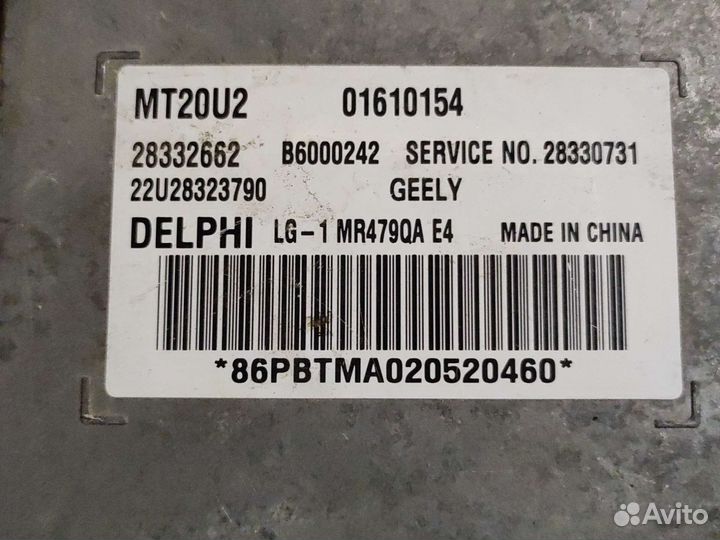 MT20U2 01610154
28332662 B6000242 SERVICE NO. 28330731
22U28323790 GEELY
DELPHI LG-1 MR479QA E4 MADE IN CHINA
*86PBTMA020520460*
Avito